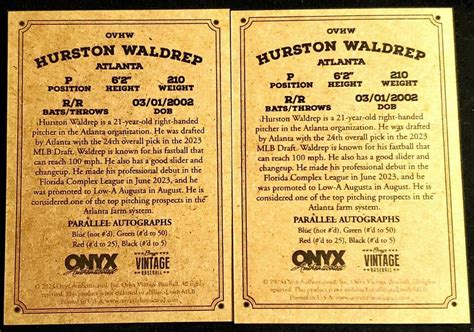 OVHW
HURSTON WALDREP
ATLANTA
P 6'2" 210
POSITION HEIGHT WEIGHT
R/R 03/01/2002
BATS/THROWS DOB
Hurston Waldrep is a 21-year-old right-handed
pitcher in the Atlanta organization. He was drafted
by Atlanta with the 24th overall pick in the 2023
MLB Draft. Waldrep is known for his fastball that
can reach 100 mph. He also has a good slider and
changeup. He made his professional debut in the
Florida Complex League in June 2023, and he
was promoted to Low-A Augusta in August. He is
considered one of the top pitching prospects in the
Atlanta farm system.
PARALLEL AUTOGRAPHS
Blue (not #'d), Green (#'d to 50)
Red (#'d to 25), Black (#'d to 5)
ONYX
VINTAGE
BASEBALL
Printed in U.S.A.
OVHW
HURSTON WALDREP
ATLANTA
P 6'2" 210
POSITION HEIGHT WEIGHT
R/R 03/01/2002
BATS/THROWS DOB
Hurston Waldrep is a 21-year-old right-handed
pitcher in the Atlanta organization. He was drafted
by Atlanta with the 24th overall pick in the 2023
MLB Draft. Waldrep is known for his fastball that
can reach 100 mph. He also has a good slider and
changeup. He made his professional debut in the
Florida Complex League in June 2023, and he
was promoted to Low-A Augusta in August. He is
considered one of the top pitching prospects in the
Atlanta farm system.
PARALLEL AUTOGRAPHS
Blue (not #'d), Green (#'d to 50)
Red (#'d to 25), Black (#'d to 5)
ONYX
VINTAGE
BASEBALL
Printed in U.S.A.